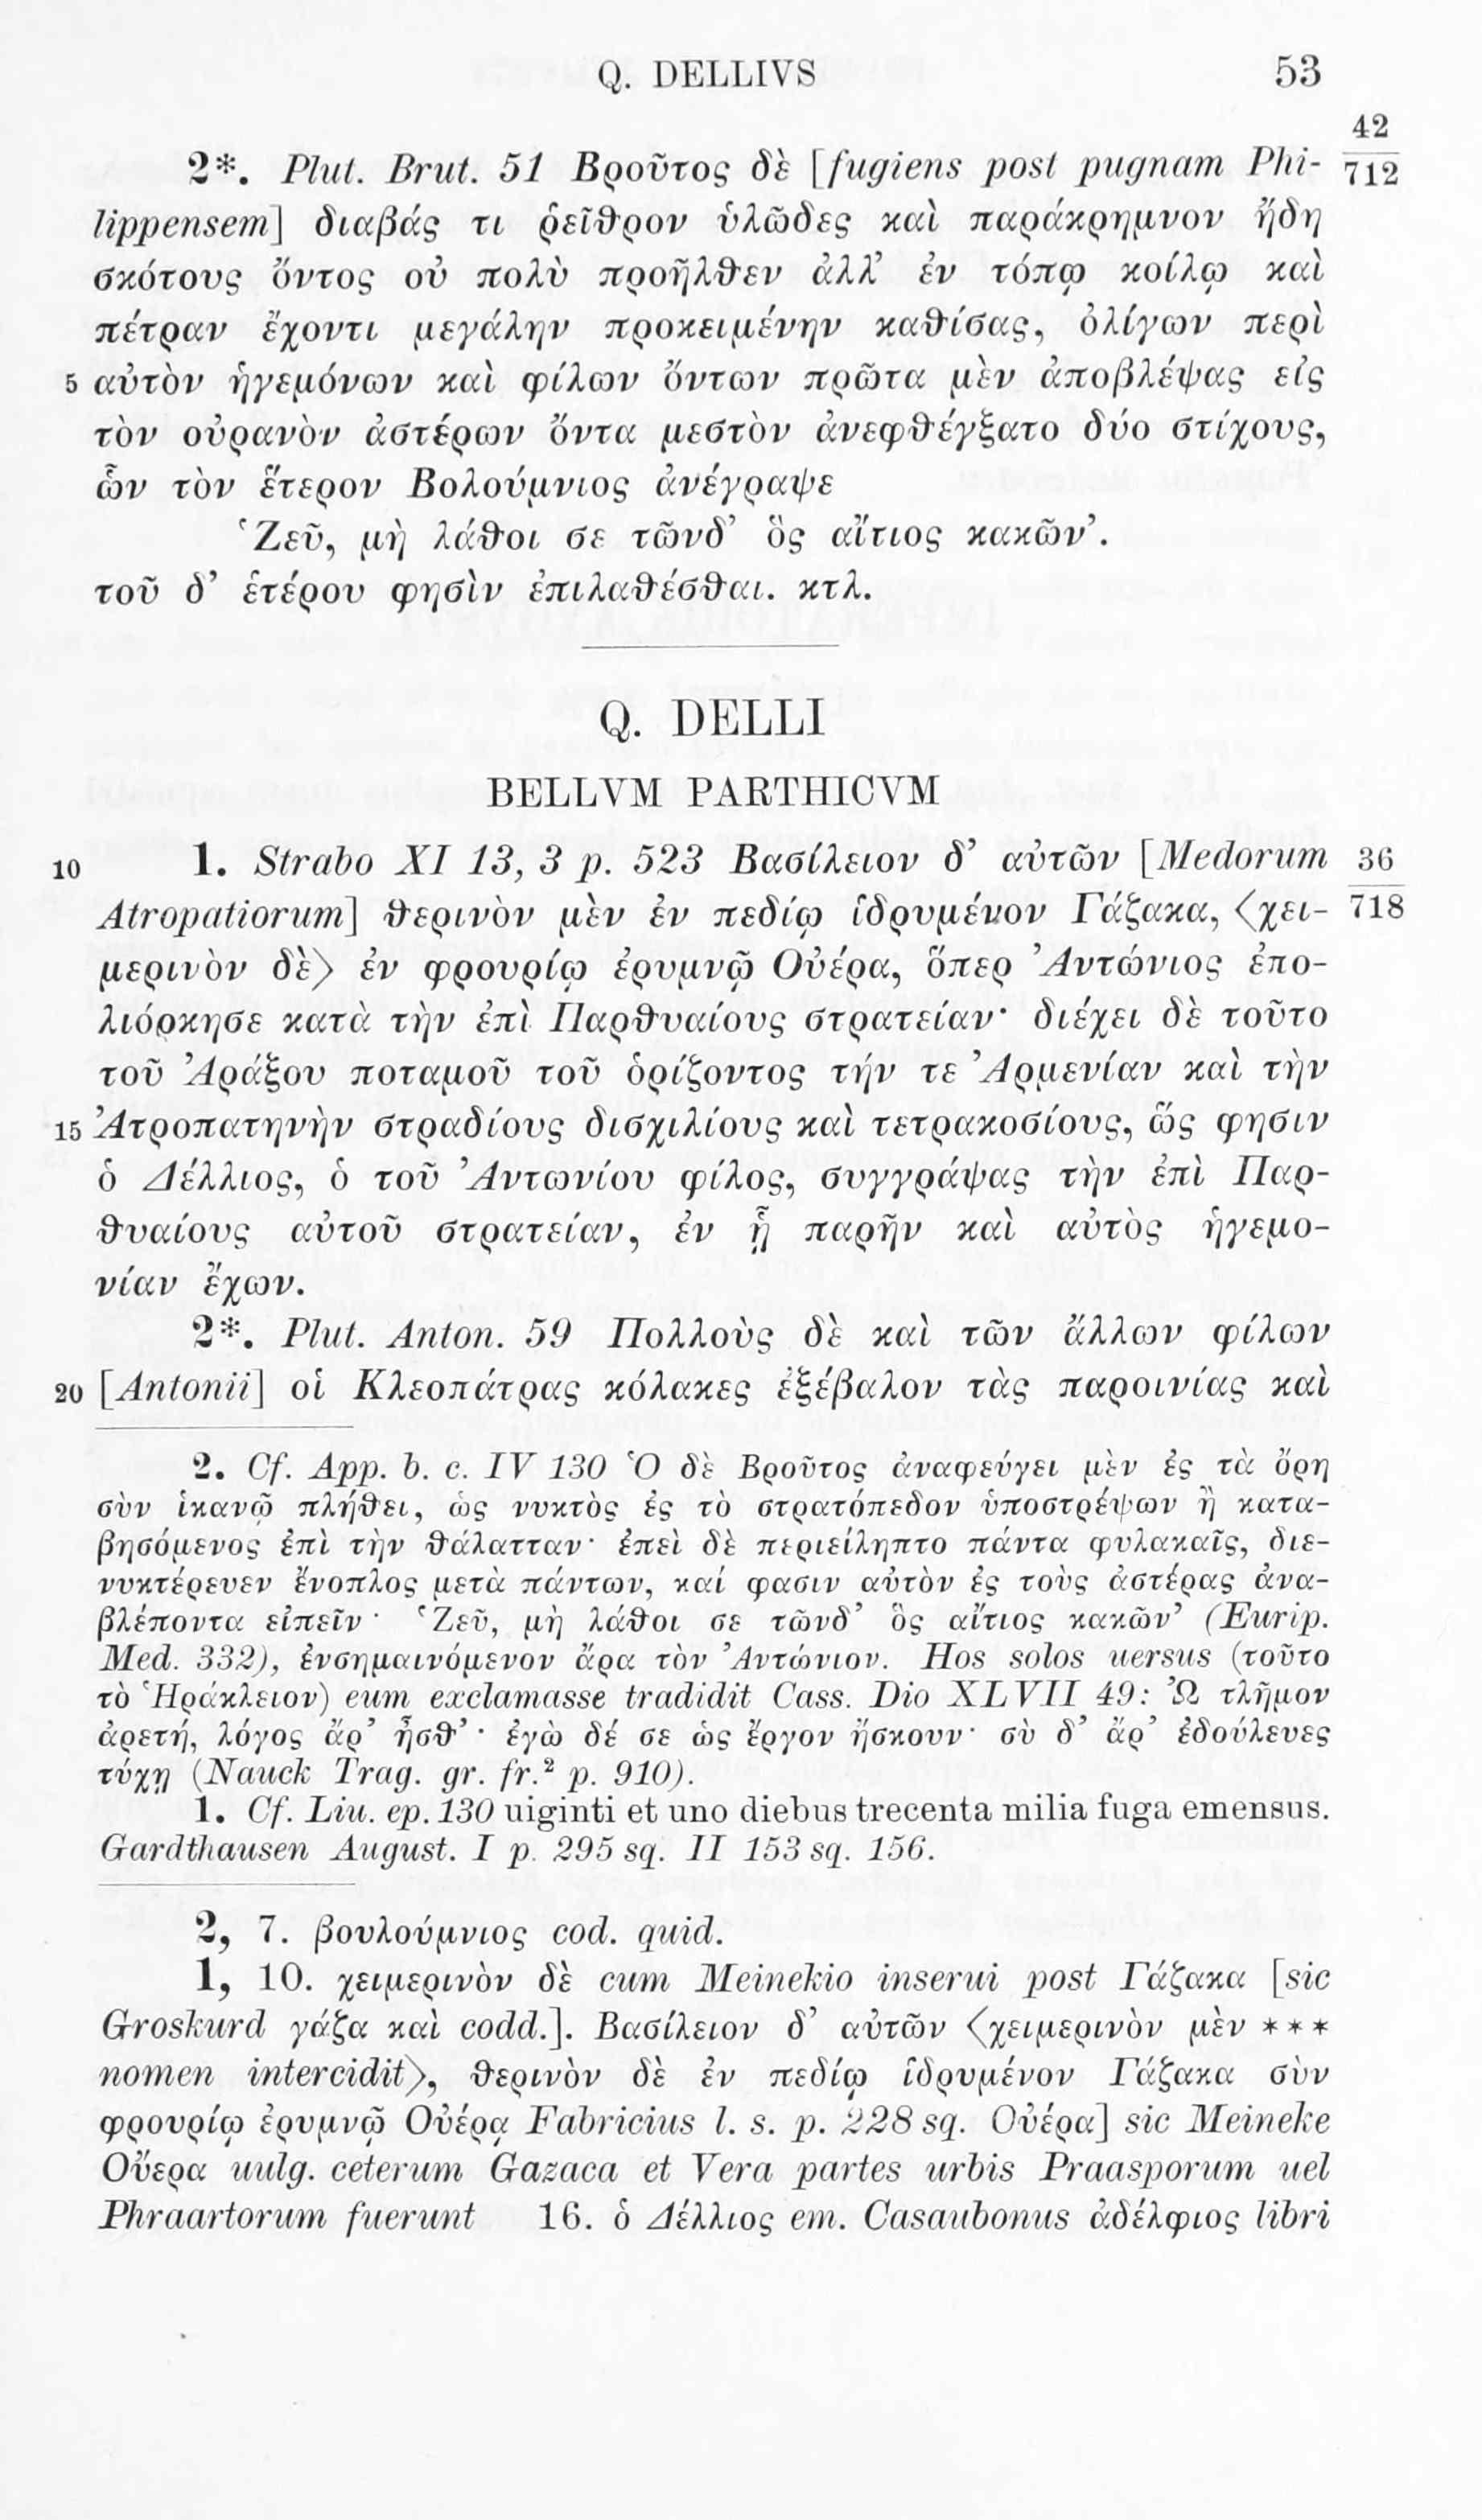 Q. DELLIVS 53
42
2*. Plut. Brut. 51 Βροῦτος δὲ [fugiens post pugnam Phi- 712
lippensem] διαβάς τι ῥεῖθρον ὑλῶδες καὶ παράκρημνον ἤδη
σκότους ὄντος οὐ πολὺ προῆλθεν ἀλλ’ ἐν τόπῳ κοίλῳ καὶ
πέτραν ἔχοντι μεγάλην προκειμένην καθίσας, ὀλίγων περὶ
5 αὐτὸν ἡγεμόνων καὶ φίλων ὄντων πρῶτα μὲν ἀποβλέψας εἰς
τὸν οὐρανὸν ἀστέρων ὄντα μεστὸν ἀνεφθέγξατο δύο στίχους,
ὧν τὸν ἕτερον Βολούμνιος ἀνέγραψε
‘Ζεῦ, μὴ λάθοι σε τῶνδ’ ὃς αἴτιος κακῶν’.
τοῦ δ’ ἑτέρου φησὶν ἐπιλαθέσθαι. κτλ.
Q. DELLI
BELLVM PARTHICVM
10 1. Strabo XI 13, 3 p. 523 Βασίλειον δ’ αὐτῶν [Medorum 36
Atropatiorum] θερινὸν μὲν ἐν πεδίῳ ἱδρυμένον Γάζακα, <χει- 718
μερινὸν δὲ> ἐν φρουρίῳ ἐρυμνῷ Οὐέρα, ὅπερ Ἀντώνιος ἐπο-
λιόρκησε κατὰ τὴν ἐπὶ Παρθυαίους στρατείαν· διέχει δὲ τοῦτο
τοῦ Ἀράξου ποταμοῦ τοῦ ὁρίζοντος τήν τε Ἀρμενίαν καὶ τὴν
15 Ἀτροπατηνὴν στραδίους δισχιλίους καὶ τετρακοσίους, ὥς φησιν
ὁ Δέλλιος, ὁ τοῦ Ἀντωνίου φίλος, συγγράψας τὴν ἐπὶ Παρ-
θυαίους αὐτοῦ στρατείαν, ἐν ᾗ παρῆν καὶ αὐτὸς ἡγεμο-
νίαν ἔχων.
2*. Plut. Anton. 59 Πολλοὺς δὲ καὶ τῶν ἄλλων φίλων
20 [Antonii] οἱ Κλεοπάτρας κόλακες ἐξέβαλον τὰς παροινίας καὶ
2. Cf. App. b. c. IV 130 Ὁ δὲ Βροῦτος ἀναφεύγει μὲν ἐς τὰ ὄρη
σὺν ἱκανῷ πλήθει, ὡς νυκτὸς ἐς τὸ στρατόπεδον ὑποστρέψων ἢ κατα-
βησόμενος ἐπὶ τὴν θάλατταν· ἐπεὶ δὲ περιείληπτο πάντα φυλακαῖς, διε-
νυκτέρευεν ἔνοπλος μετὰ πάντων, καί φασιν αὐτὸν ἐς τοὺς ἀστέρας ἀνα-
βλέποντα εἰπεῖν· ‘Ζεῦ, μὴ λάθοι σε τῶνδ’ ὃς αἴτιος κακῶν’ (Eurip.
Med. 332), ἐνσημαινόμενον ἄρα τὸν Ἀντώνιον. Hos solos uersus (τοῦτο
τὸ Ἡράκλειον) eum exclamasse tradidit Cass. Dio XLVII 49: Ὦ τλῆμον
ἀρετή, λόγος ἄρ’ ἦσθ’· ἐγὼ δέ σε ὡς ἔργον ἤσκουν· σὺ δ’ ἄρ’ ἐδούλευες
τύχῃ (Nauck Trag. gr. fr.² p. 910).
1. Cf. Liu. ep. 130 uiginti et uno diebus trecenta milia fuga emensus.
Gardthausen August. I p. 295 sq. II 153 sq. 156.
2, 7. βουλούμνιος cod. quid.
1, 10. χειμερινὸν δὲ cum Meinekio inserui post Γάζακα [sic
Groskurd γάζα καὶ codd.]. Βασίλειον δ’ αὐτῶν <χειμερινὸν μὲν ***
nomen intercidit>, θερινὸν δὲ ἐν πεδίῳ ἱδρυμένον Γάζακα σὺν
φρουρίῳ ἐρυμνῷ Οὐέρᾳ Fabricius l. s. p. 228 sq. Οὐέρα] sic Meineke
Οὔερα uulg. ceterum Gazaca et Vera partes urbis Praasporum uel
Phraartorum fuerunt 16. ὁ Δέλλιος em. Casaubonus ἀδέλφιος libri